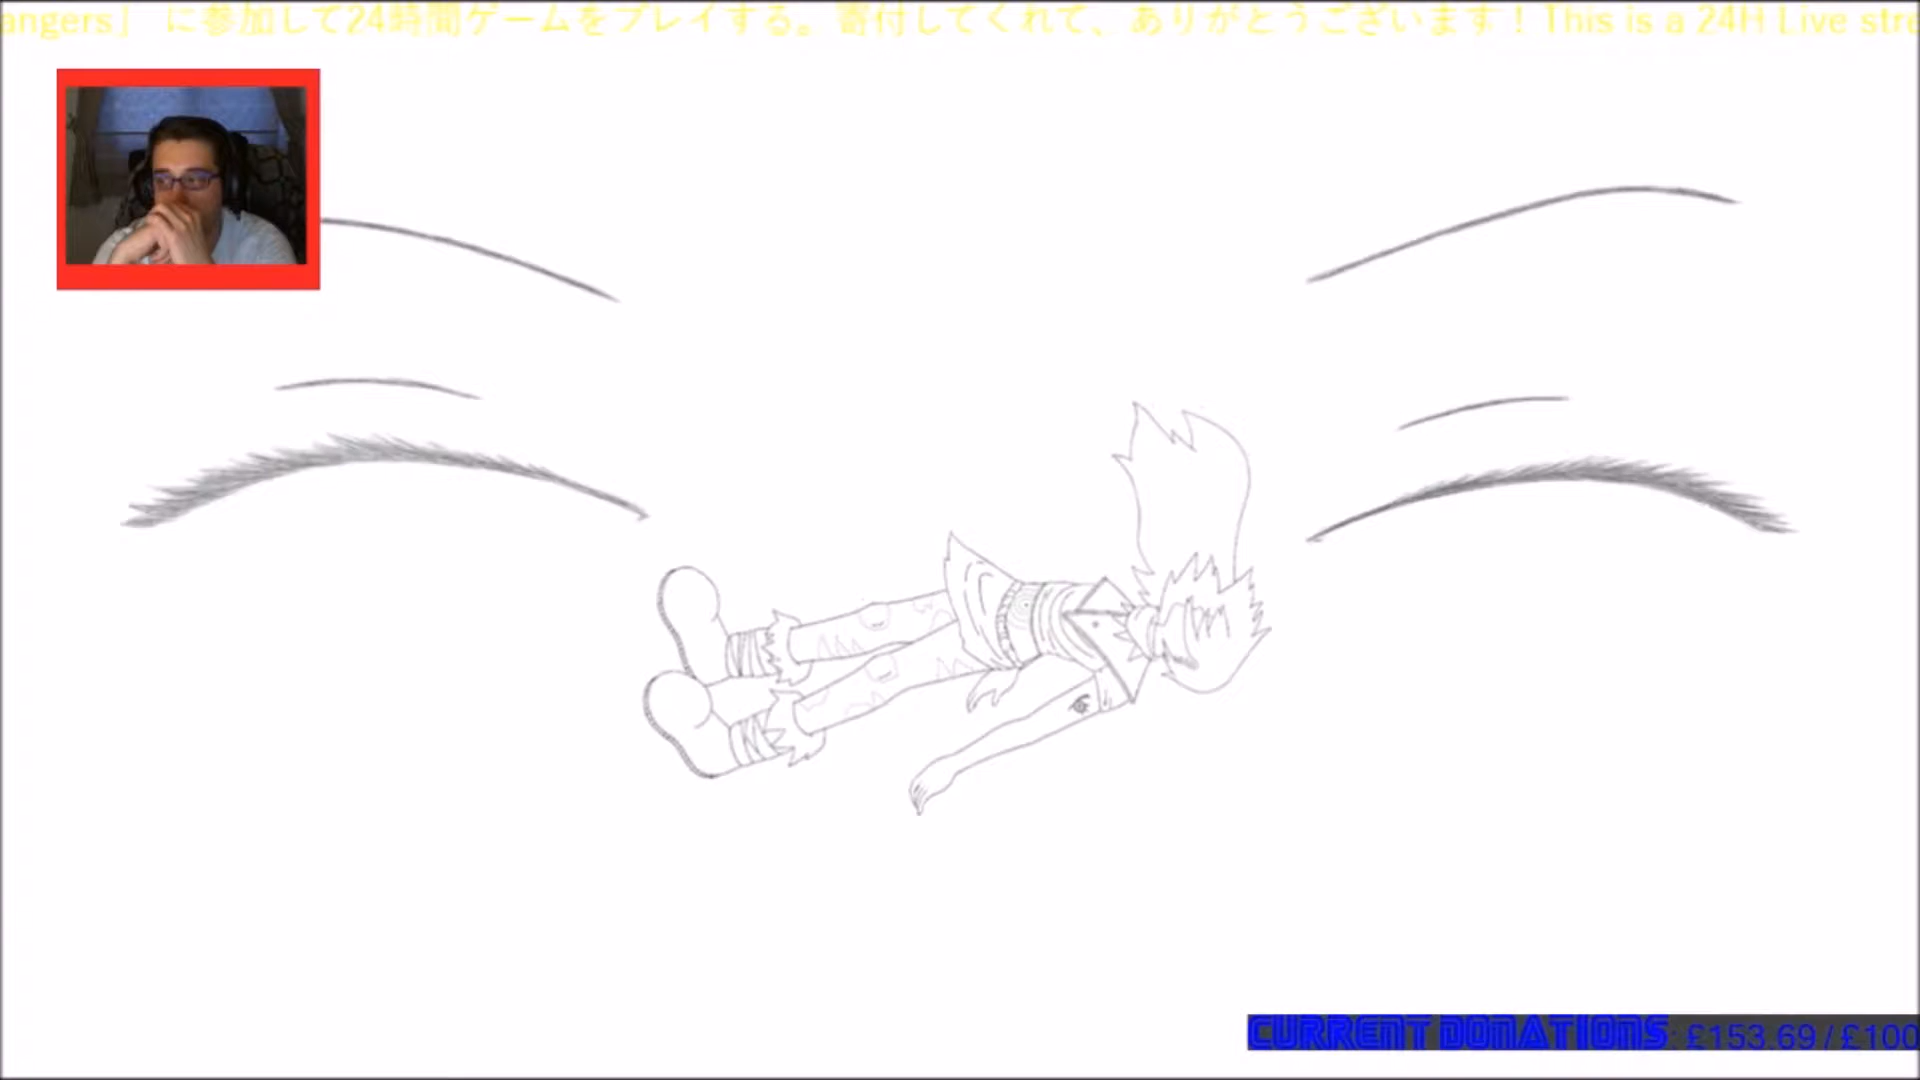 angers」 に参加して24時間ゲームをプレイする。寄付してくれて、ありがとうございます！This is a 24H Live stre
CURRENT DONATIONS: £153.69 / £100